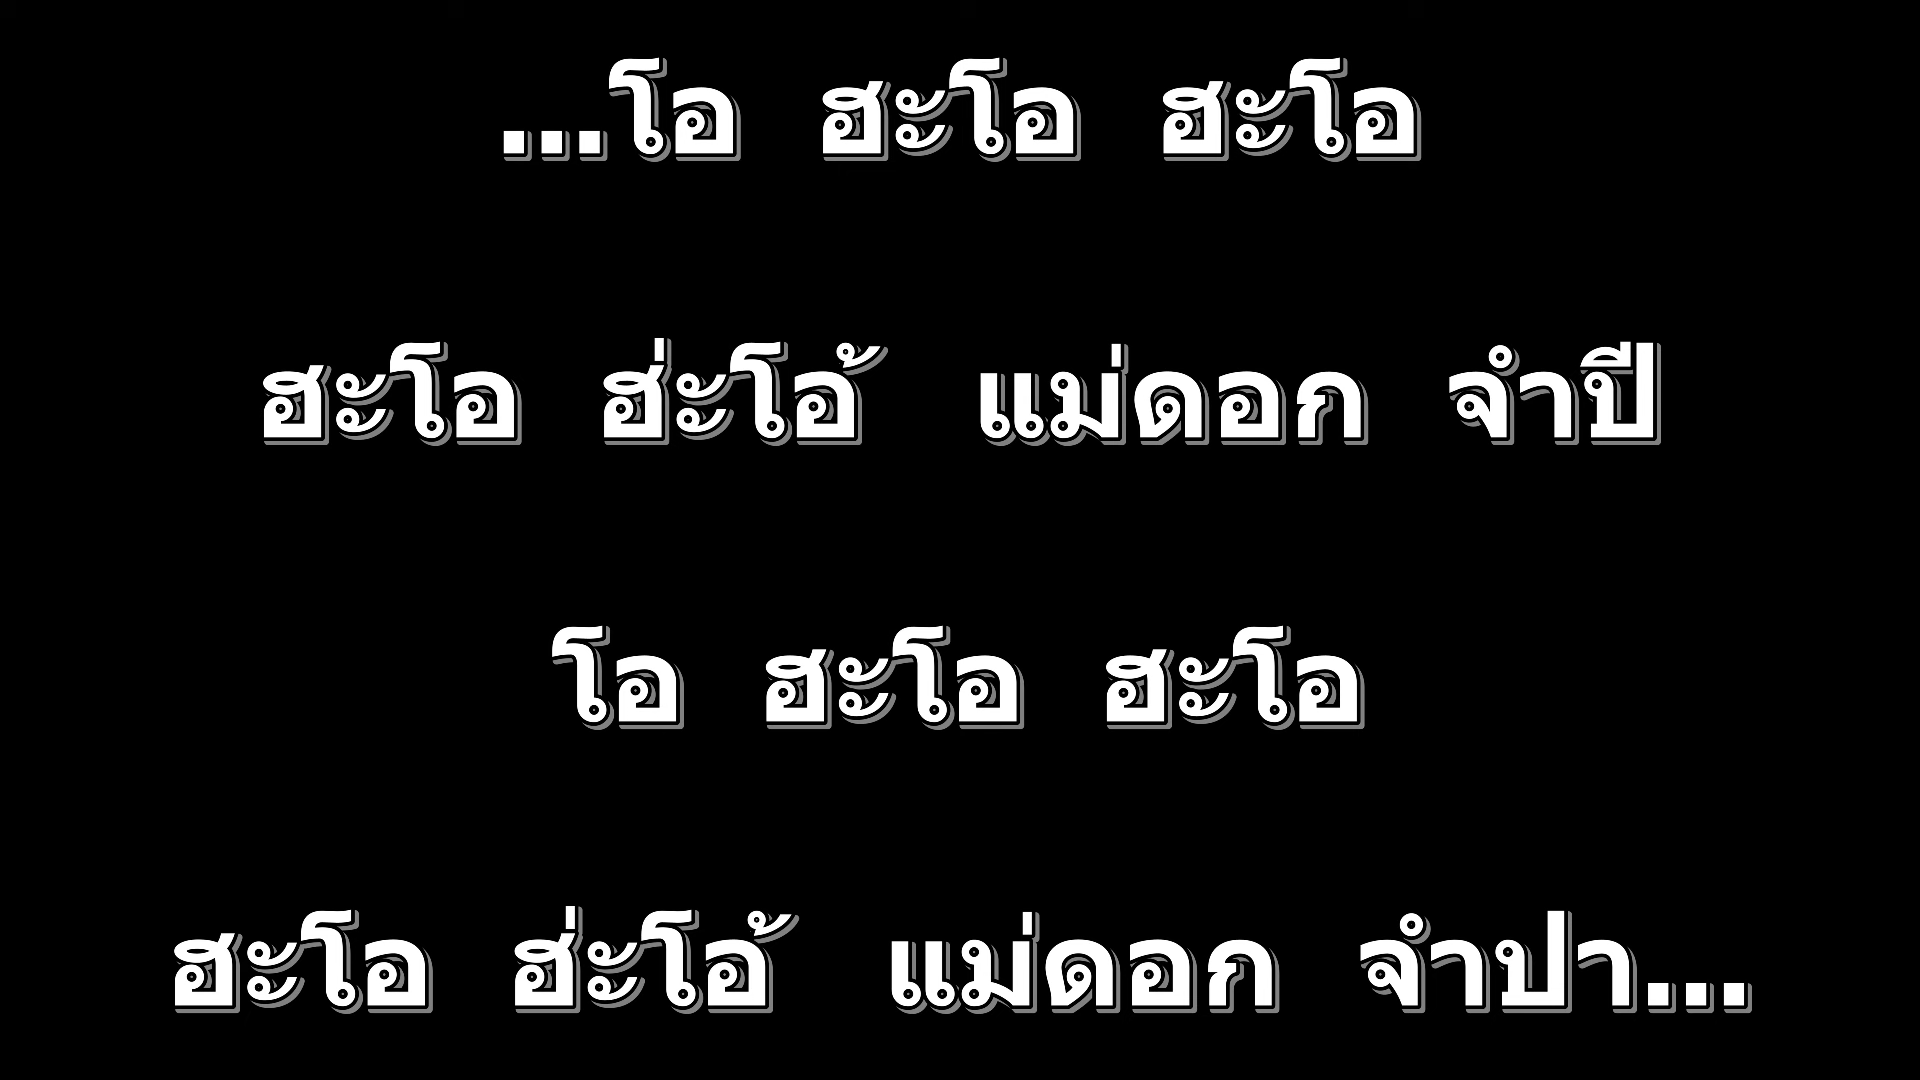 ...โอ ฮะโอ ฮะโอ
ฮะโอ ฮ่ะโอ้ แม่ดอก จำปี
โอ ฮะโอ ฮะโอ
ฮะโอ ฮ่ะโอ้ แม่ดอก จำปา...